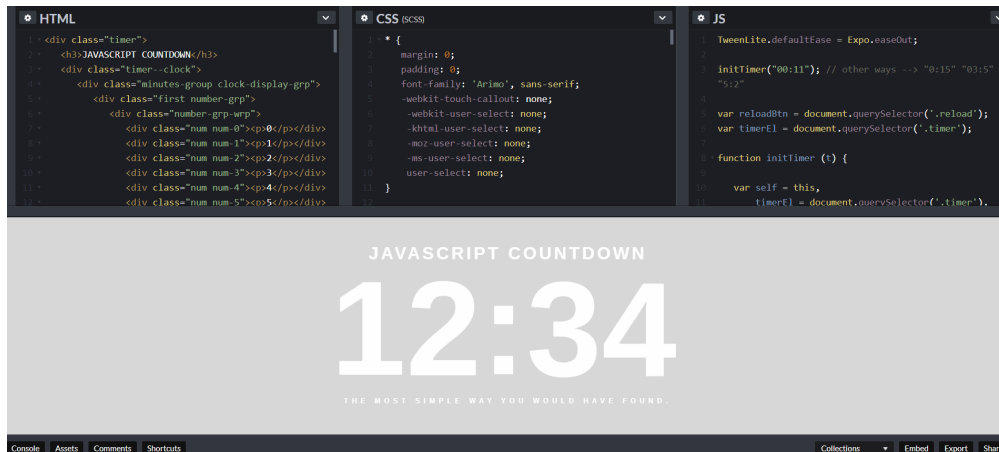 HTML
1 <div class="timer">
2 <h3>JAVASCRIPT COUNTDOWN</h3>
3 <div class="timer--clock">
4 <div class="minutes-group clock-display-grp">
5 <div class="first number-grp">
6 <div class="number-grp-wrp">
7 <div class="num num-0"><p>0</p></div>
8 <div class="num num-1"><p>1</p></div>
9 <div class="num num-2"><p>2</p></div>
10 <div class="num num-3"><p>3</p></div>
11 <div class="num num-4"><p>4</p></div>
12 <div class="num num-5"><p>5</p></div>
CSS (SCSS)
1 * {
2 margin: 0;
3 padding: 0;
4 font-family: 'Arimo', sans-serif;
5 -webkit-touch-callout: none;
6 -webkit-user-select: none;
7 -khtml-user-select: none;
8 -moz-user-select: none;
9 -ms-user-select: none;
10 user-select: none;
11 }
12
JS
1 TweenLite.defaultEase = Expo.easeOut;
2
3 initTimer("00:11"); // other ways --> "0:15" "03:5"
"5:2"
4
5 var reloadBtn = document.querySelector('.reload');
6 var timerEl = document.querySelector('.timer');
7
8 function initTimer (t) {
9
10 var self = this,
11 timerEl = document.querySelector('.timer'),
JAVASCRIPT COUNTDOWN
12:34
THE MOST SIMPLE WAY YOU WOULD HAVE FOUND.
Console Assets Comments Shortcuts Collections Embed Export Shar